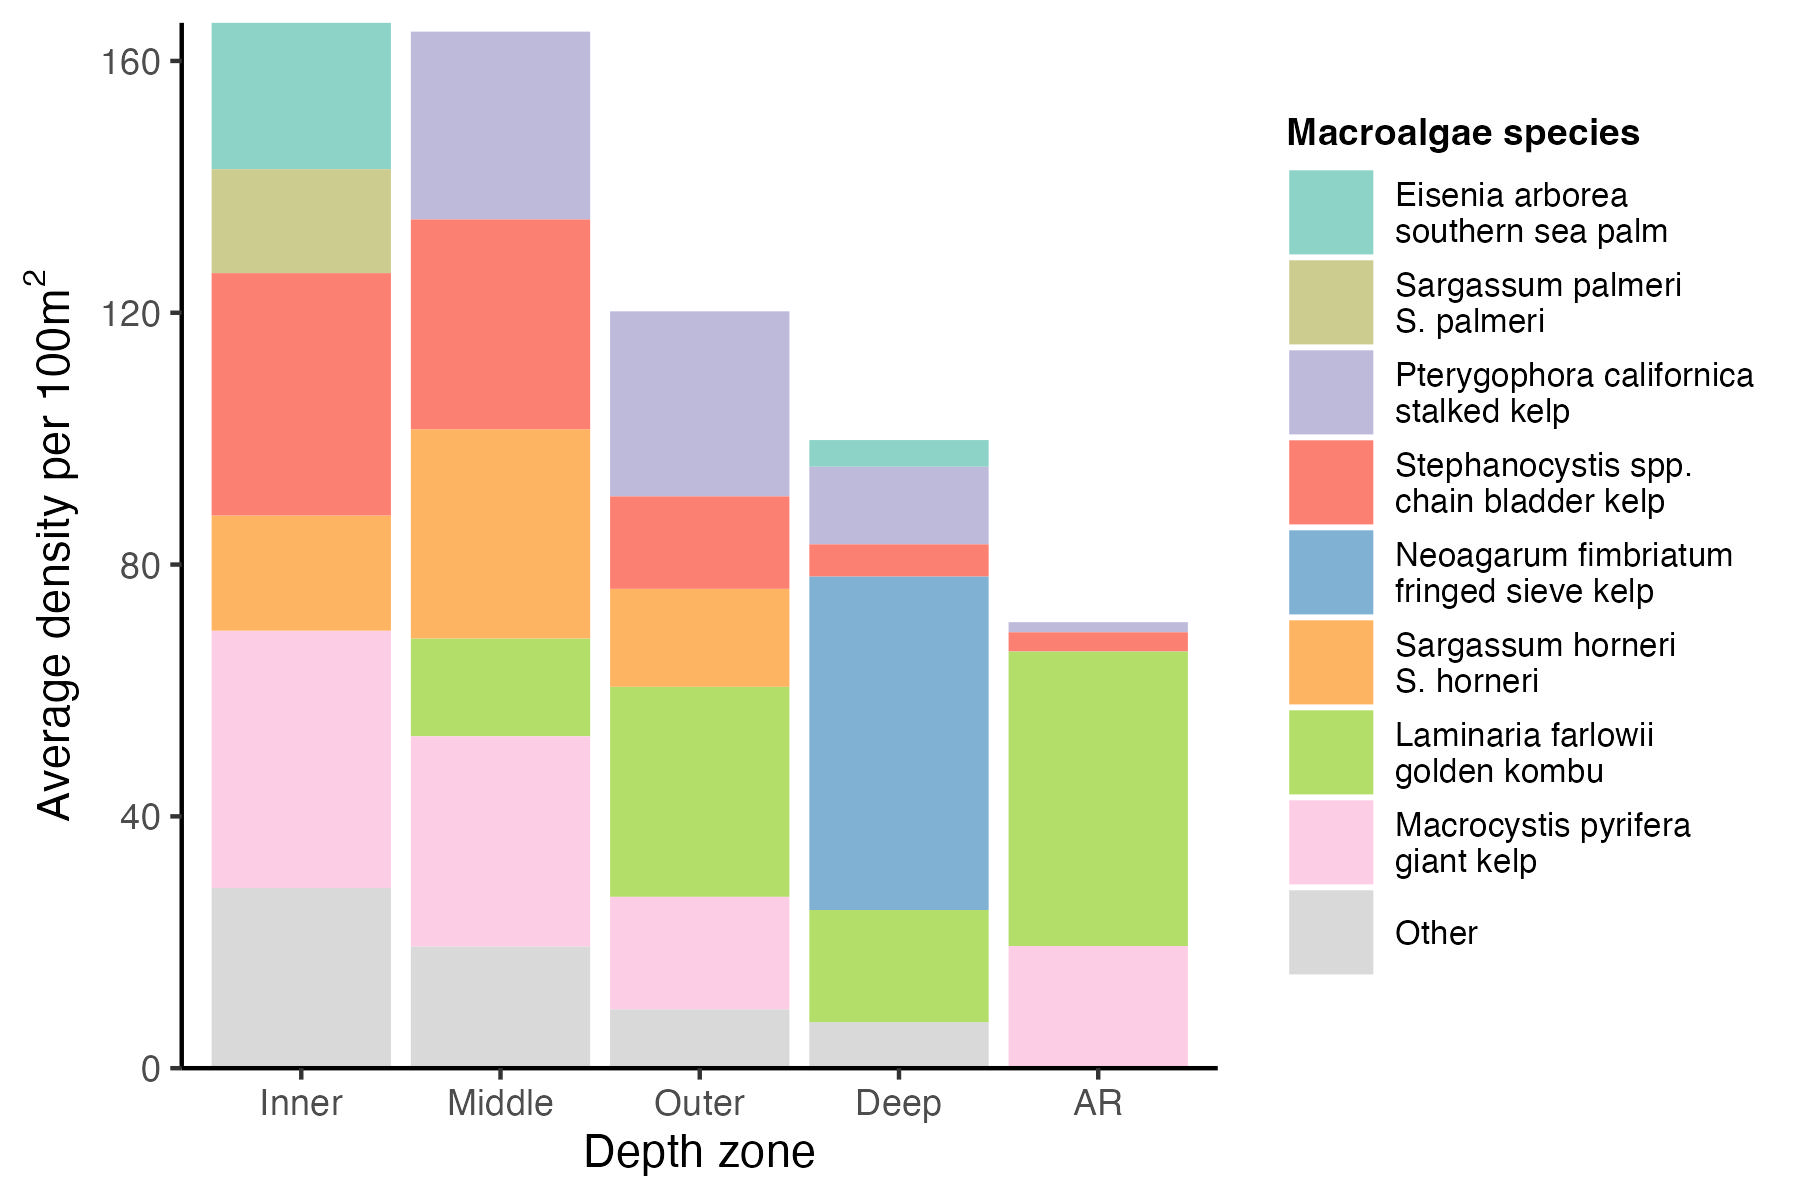 160
120
80
40
0
Average density per 100m²
Inner Middle Outer Deep AR
Depth zone
Macroalgae species
Eisenia arborea
southern sea palm
Sargassum palmeri
S. palmeri
Pterygophora californica
stalked kelp
Stephanocystis spp.
chain bladder kelp
Neoagarum fimbriatum
fringed sieve kelp
Sargassum horneri
S. horneri
Laminaria farlowii
golden kombu
Macrocystis pyrifera
giant kelp
Other